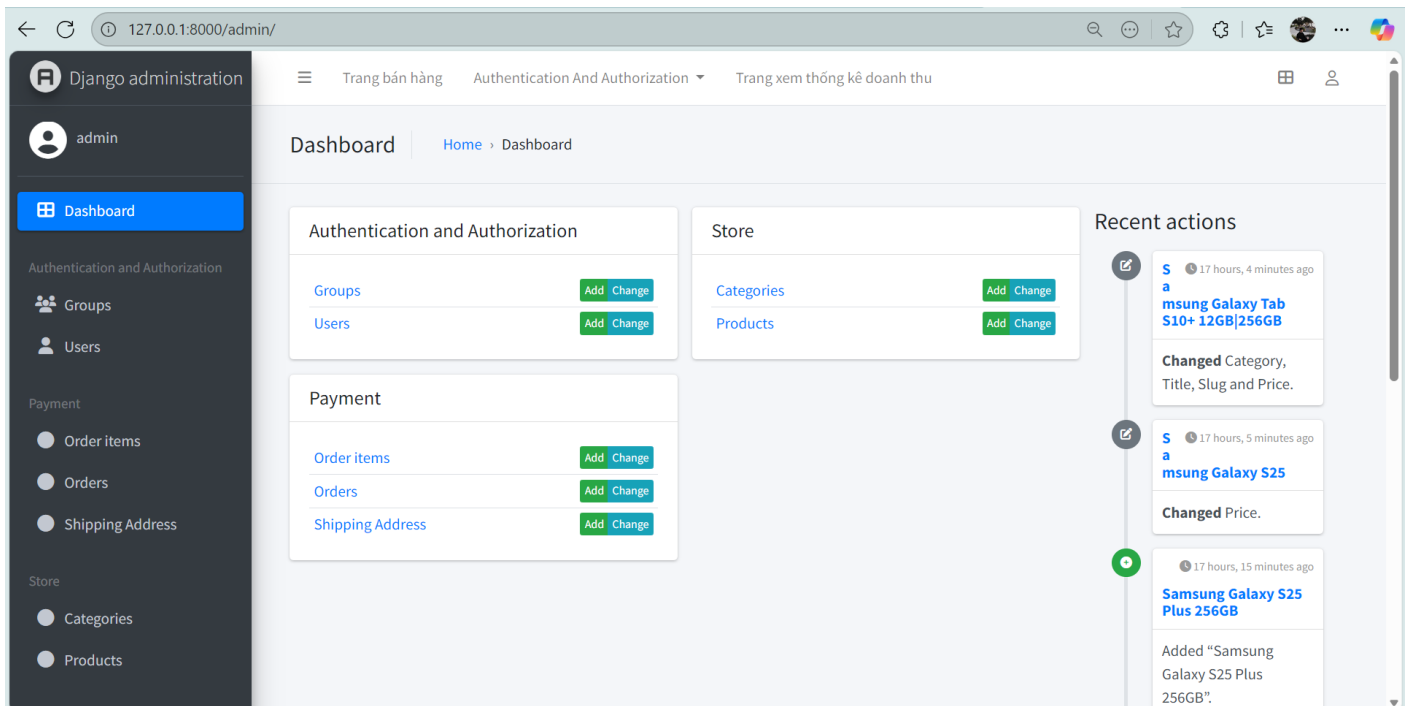 127.0.0.1:8000/admin/
Django administration
Trang bán hàng
Authentication And Authorization
Trang xem thống kê doanh thu
admin
Dashboard
Home › Dashboard
Dashboard
Authentication and Authorization
Groups
Users
Payment
Order items
Orders
Shipping Address
Store
Categories
Products
Authentication and Authorization
Groups Add Change
Users Add Change
Store
Categories Add Change
Products Add Change
Payment
Order items Add Change
Orders Add Change
Shipping Address Add Change
Recent actions
17 hours, 4 minutes ago
S
a
msung Galaxy Tab
S10+ 12GB|256GB
Changed Category,
Title, Slug and Price.
17 hours, 5 minutes ago
S
a
msung Galaxy S25
Changed Price.
17 hours, 15 minutes ago
Samsung Galaxy S25
Plus 256GB
Added “Samsung
Galaxy S25 Plus
256GB”.